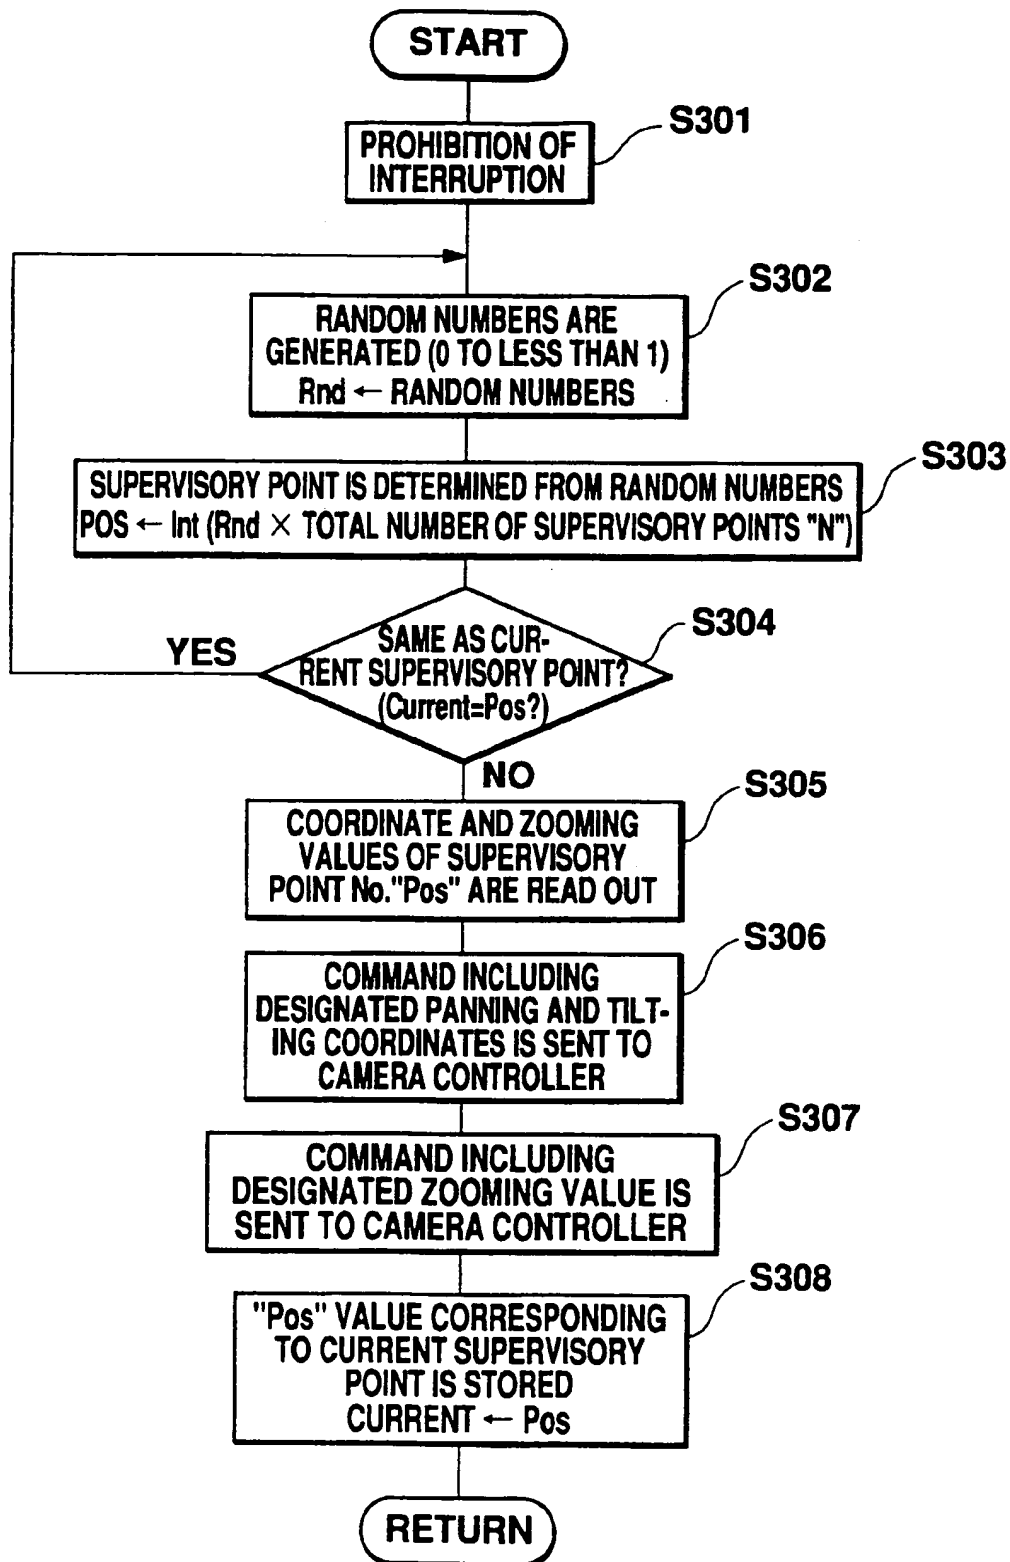 START
S301
PROHIBITION OF
INTERRUPTION
S302
RANDOM NUMBERS ARE
GENERATED (0 TO LESS THAN 1)
Rnd ← RANDOM NUMBERS
S303
SUPERVISORY POINT IS DETERMINED FROM RANDOM NUMBERS
POS ← Int (Rnd × TOTAL NUMBER OF SUPERVISORY POINTS "N")
S304
YES
SAME AS CUR-
RENT SUPERVISORY POINT?
(Current=Pos?)
NO
S305
COORDINATE AND ZOOMING
VALUES OF SUPERVISORY
POINT No."Pos" ARE READ OUT
S306
COMMAND INCLUDING
DESIGNATED PANNING AND TILT-
ING COORDINATES IS SENT TO
CAMERA CONTROLLER
S307
COMMAND INCLUDING
DESIGNATED ZOOMING VALUE IS
SENT TO CAMERA CONTROLLER
S308
"Pos" VALUE CORRESPONDING
TO CURRENT SUPERVISORY
POINT IS STORED
CURRENT ← Pos
RETURN